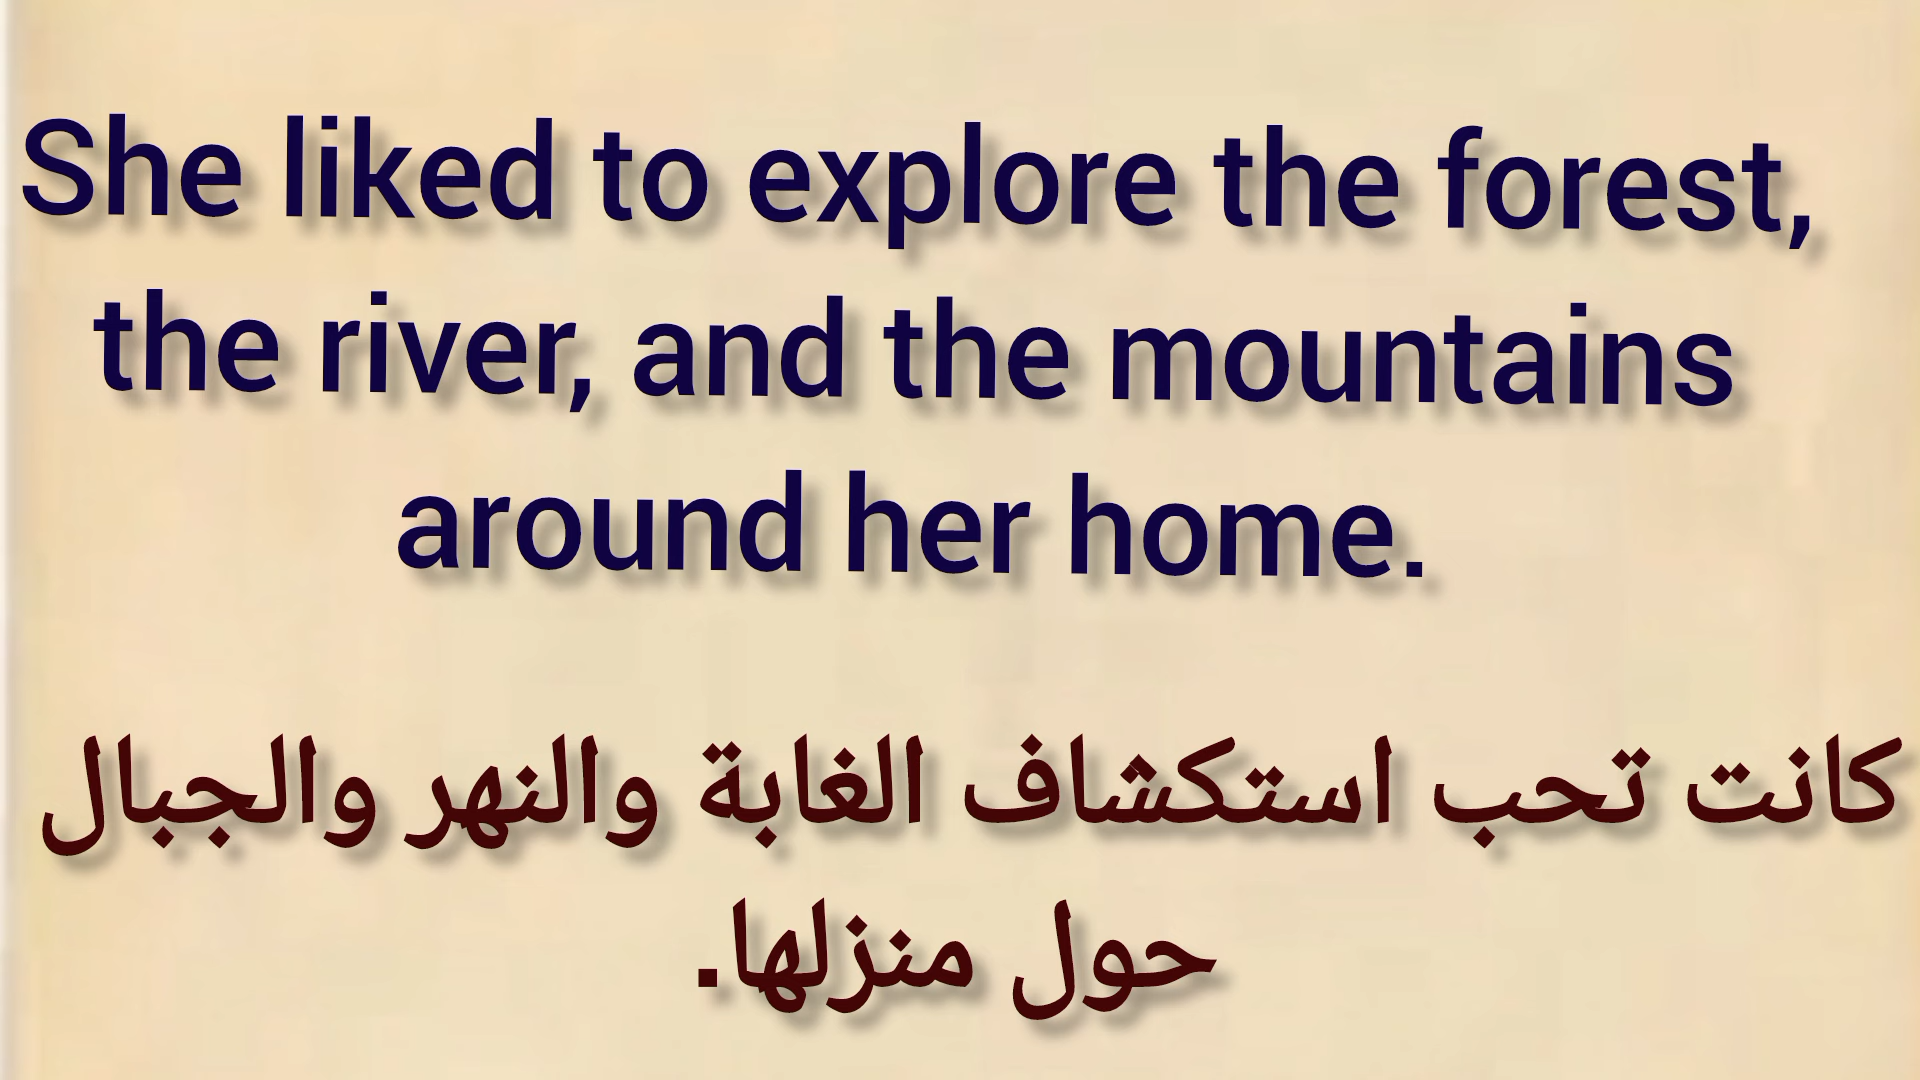 She liked to explore the forest,
the river, and the mountains
around her home.
كانت تحب استكشاف الغابة والنهر والجبال
حول منزلها.